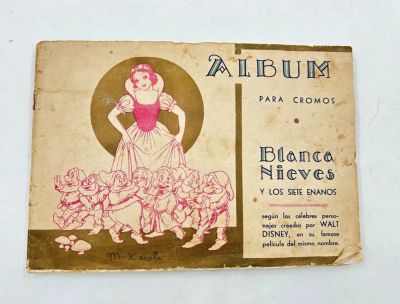 ALBUM
PARA CROMOS
Blanca
Nieves
Y LOS SIETE ENANOS
según los célebres perso-
najes creados por WALT
DISNEY, en su famosa
película del mismo nombre.